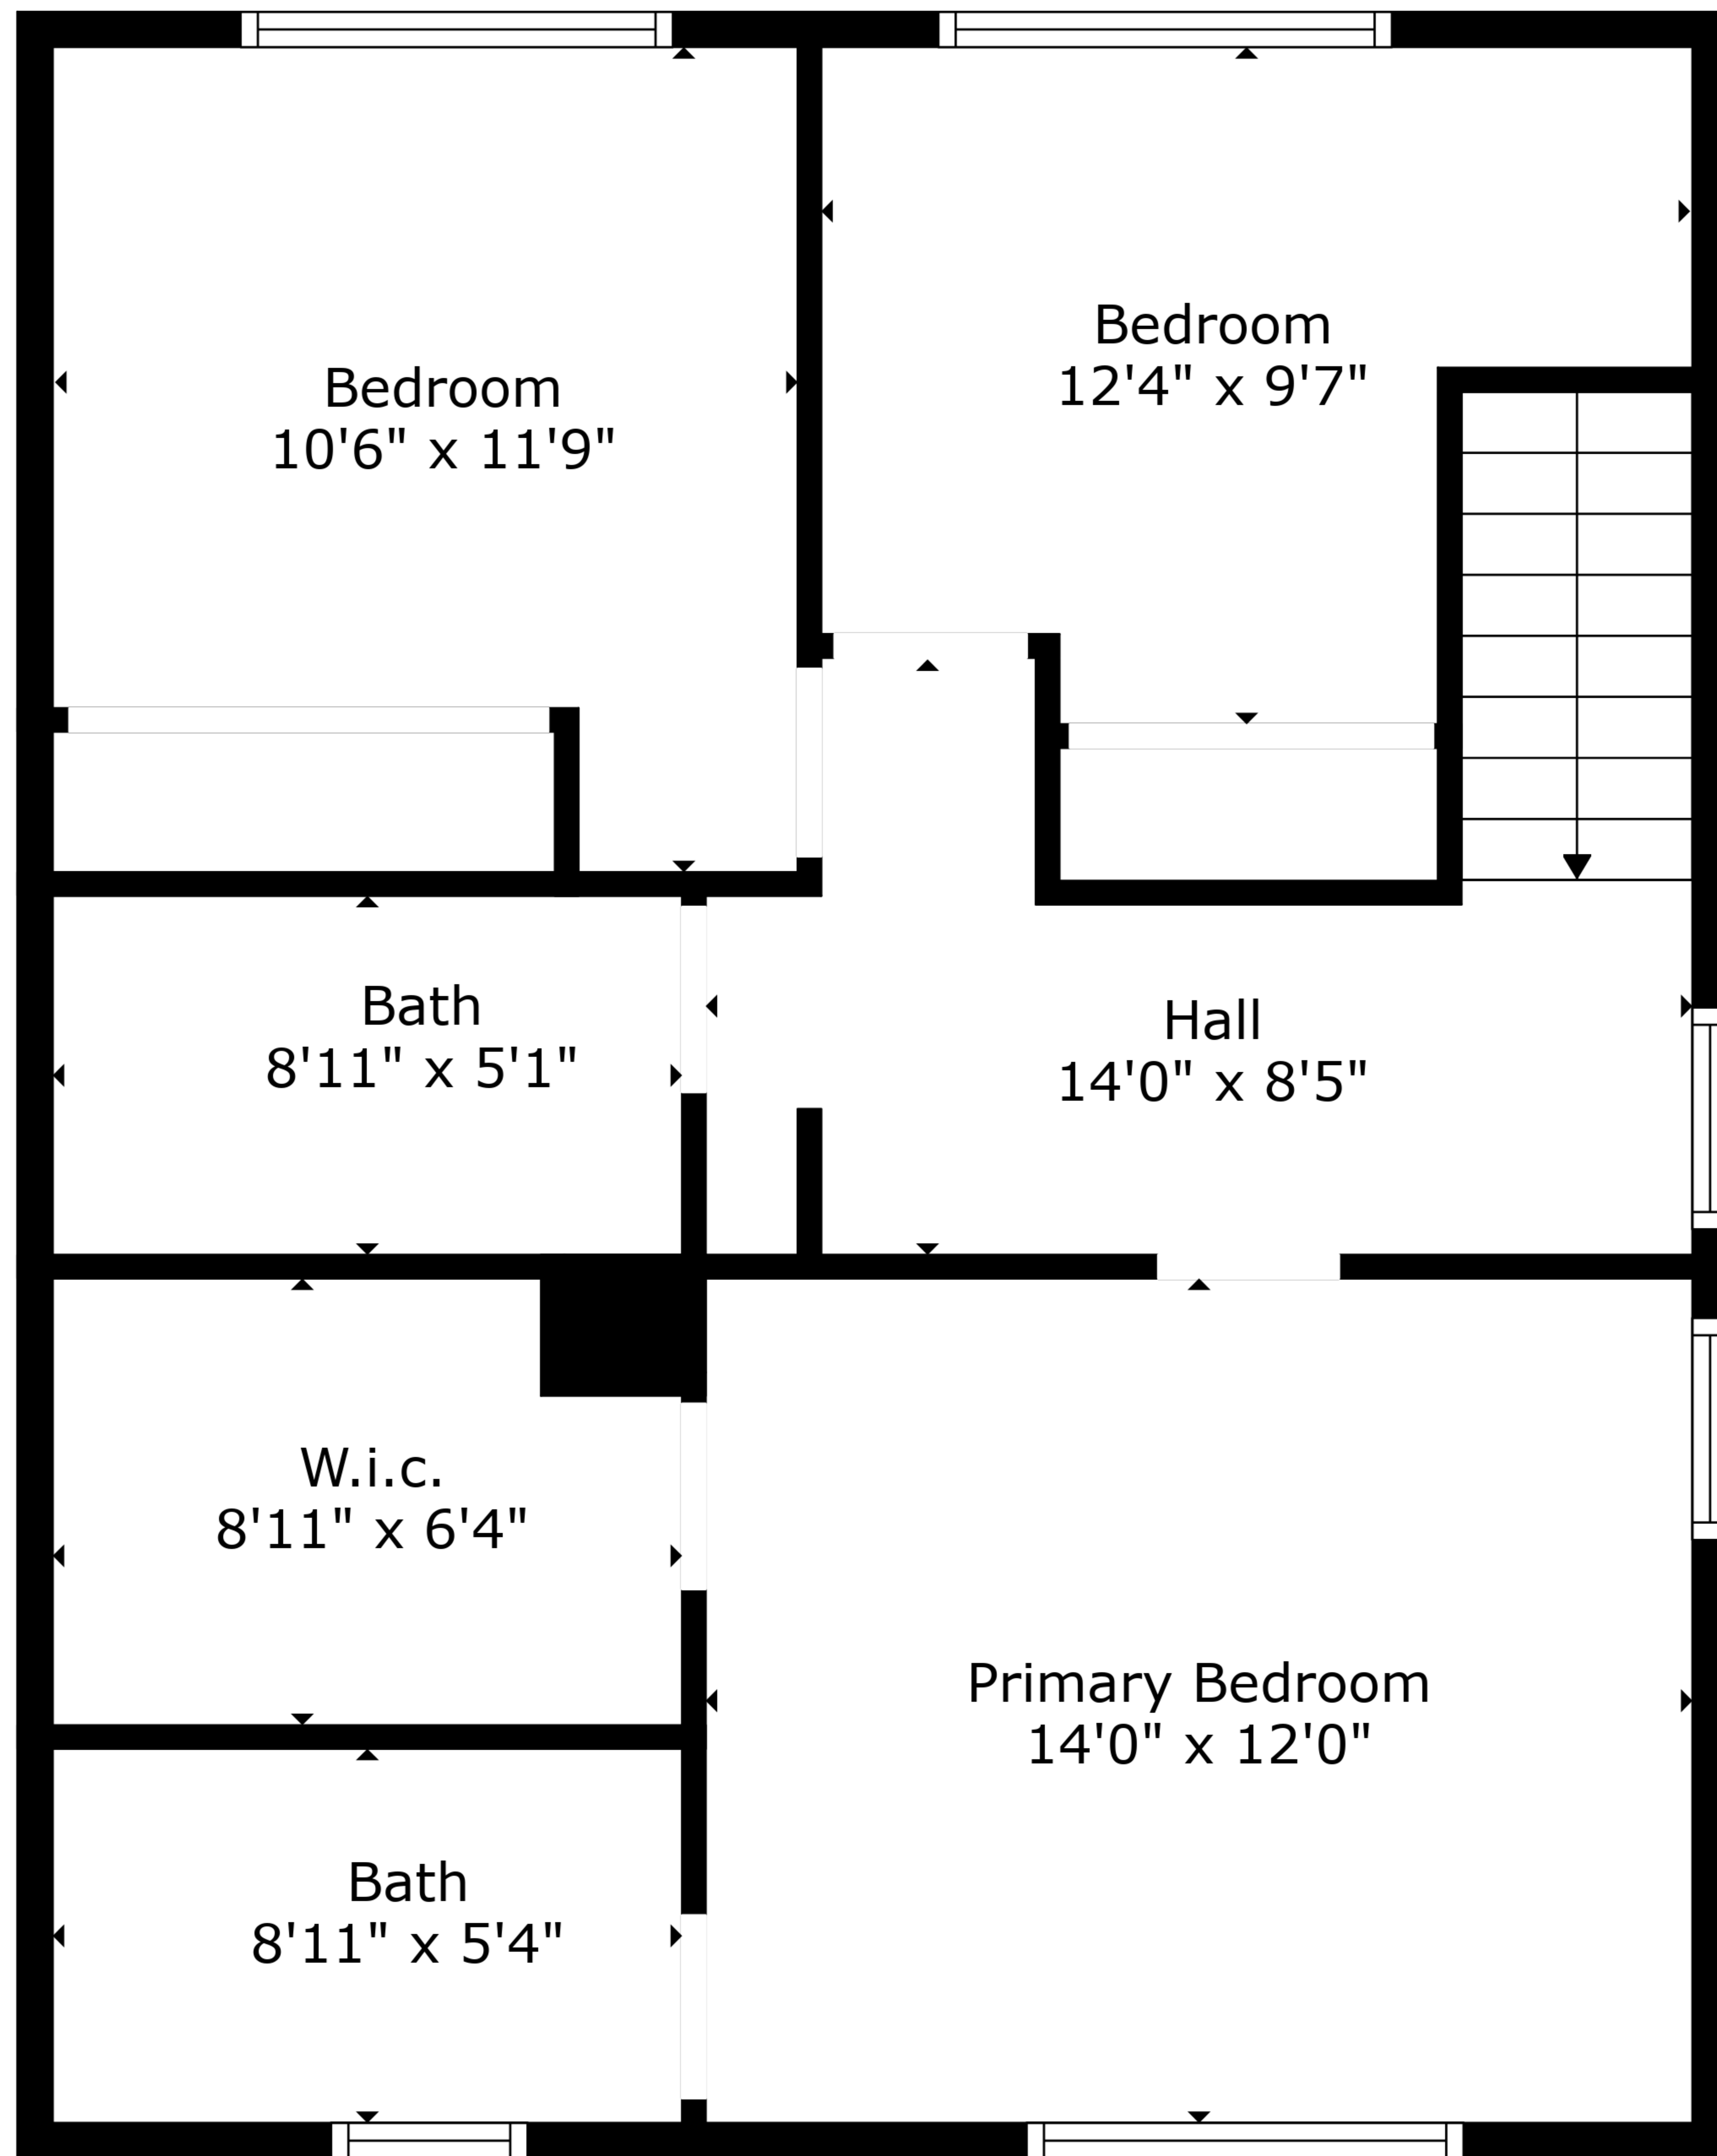 Bedroom
10'6" x 11'9"
Bedroom
12'4" x 9'7"
Bath
8'11" x 5'1"
Hall
14'0" x 8'5"
W.i.c.
8'11" x 6'4"
Primary Bedroom
14'0" x 12'0"
Bath
8'11" x 5'4"